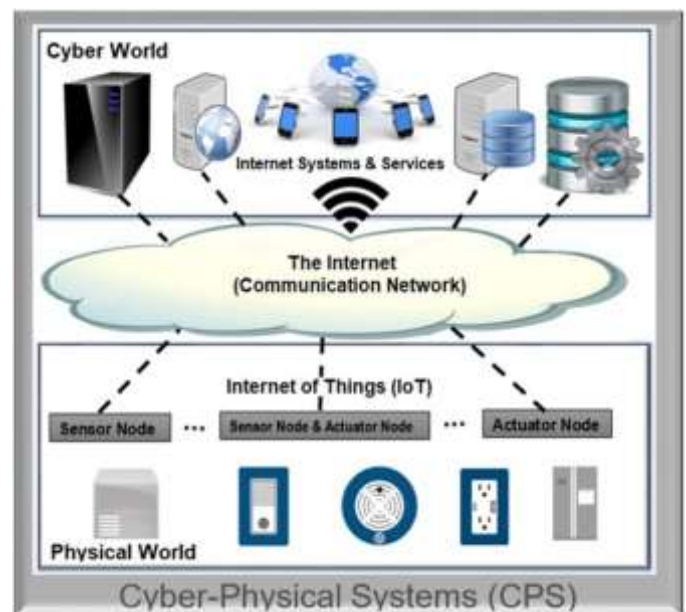 Cyber World
Internet Systems & Services
The Internet
(Communication Network)
Internet of Things (IoT)
Sensor Node ... Sensor Node & Actuator Node ... Actuator Node
Physical World
Cyber-Physical Systems (CPS)